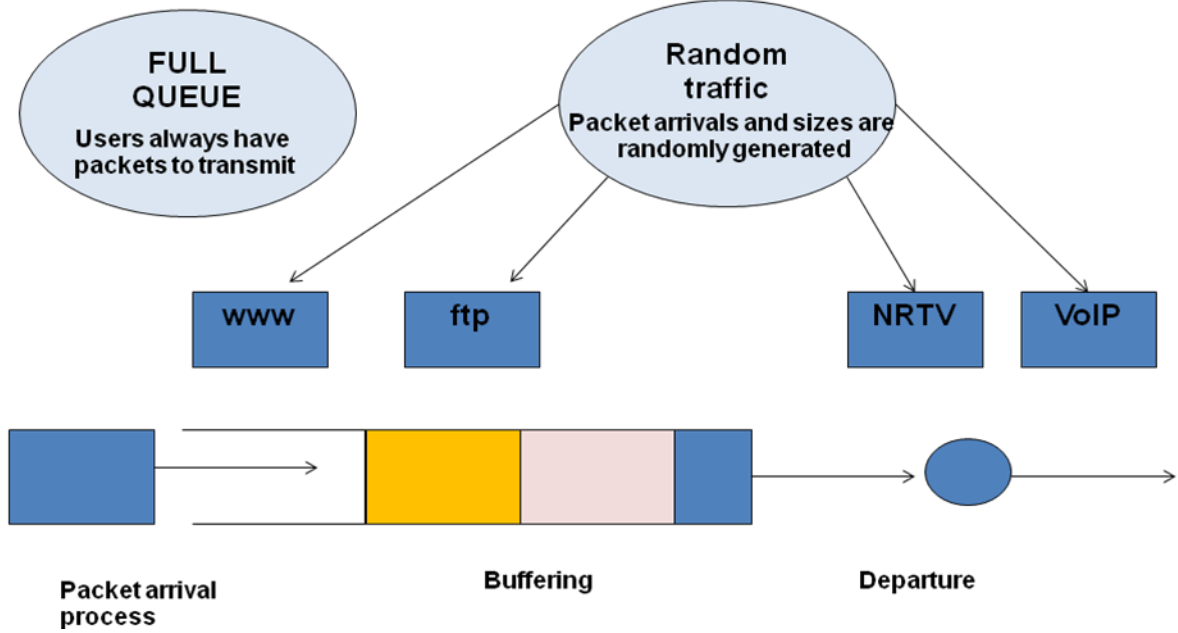 FULL
QUEUE
Users always have
packets to transmit
Random
traffic
Packet arrivals and sizes are
randomly generated
www
ftp
NRTV
VoIP
Packet arrival
process
Buffering
Departure